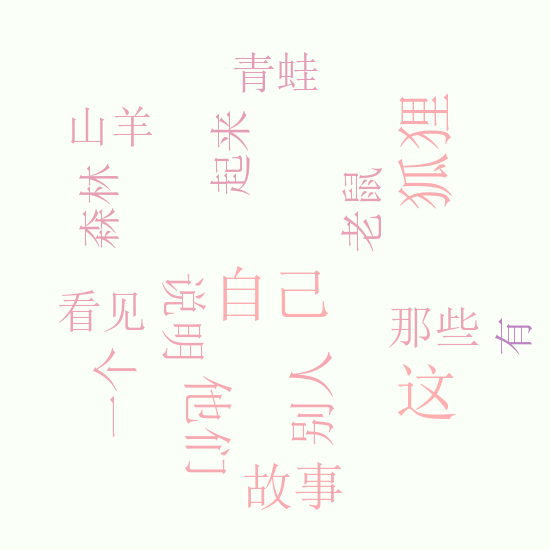 青蛙
山羊
起来
狐狸
森林
老鼠
自己
说明
看见
那些
有
一个
别人
这
他们
故事